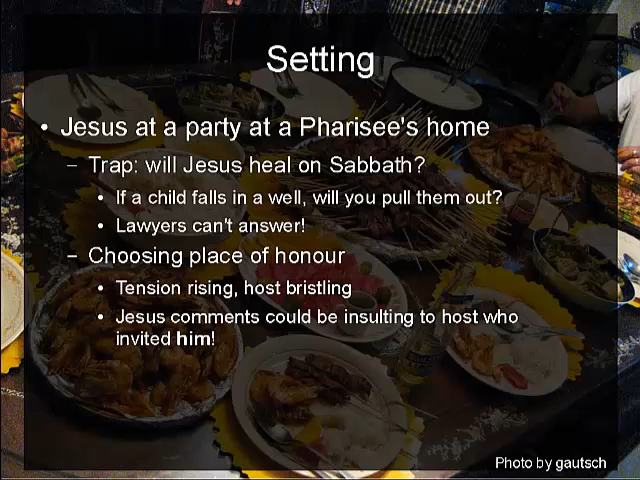 Setting
• Jesus at a party at a Pharisee's home
– Trap: will Jesus heal on Sabbath?
• If a child falls in a well, will you pull them out?
• Lawyers can't answer!
– Choosing place of honour
• Tension rising, host bristling
• Jesus comments could be insulting to host who
invited him!
Photo by gautsch